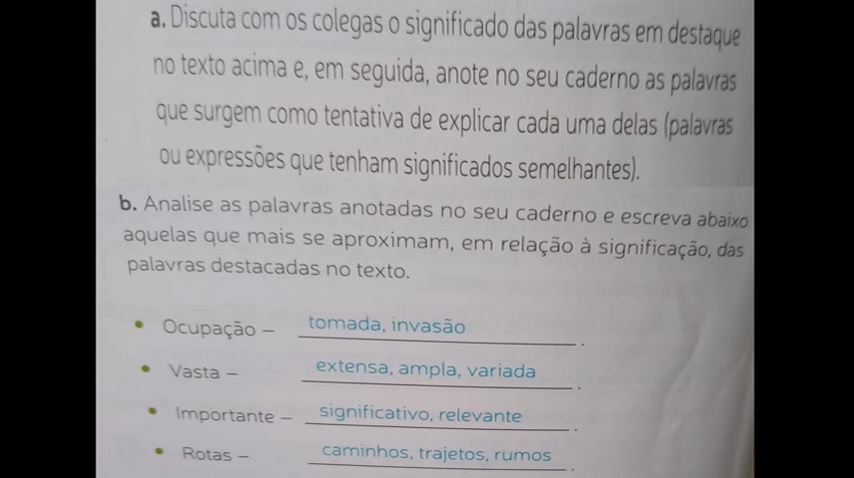 a. Discuta com os colegas o significado das palavras em destaque
no texto acima e, em seguida, anote no seu caderno as palavras
que surgem como tentativa de explicar cada uma delas (palavras
ou expressões que tenham significados semelhantes).
b. Analise as palavras anotadas no seu caderno e escreva abaixo
aquelas que mais se aproximam, em relação à significação, das
palavras destacadas no texto.
• Ocupação – tomada, invasão.
• Vasta – extensa, ampla, variada.
• Importante – significativo, relevante.
• Rotas – caminhos, trajetos, rumos.